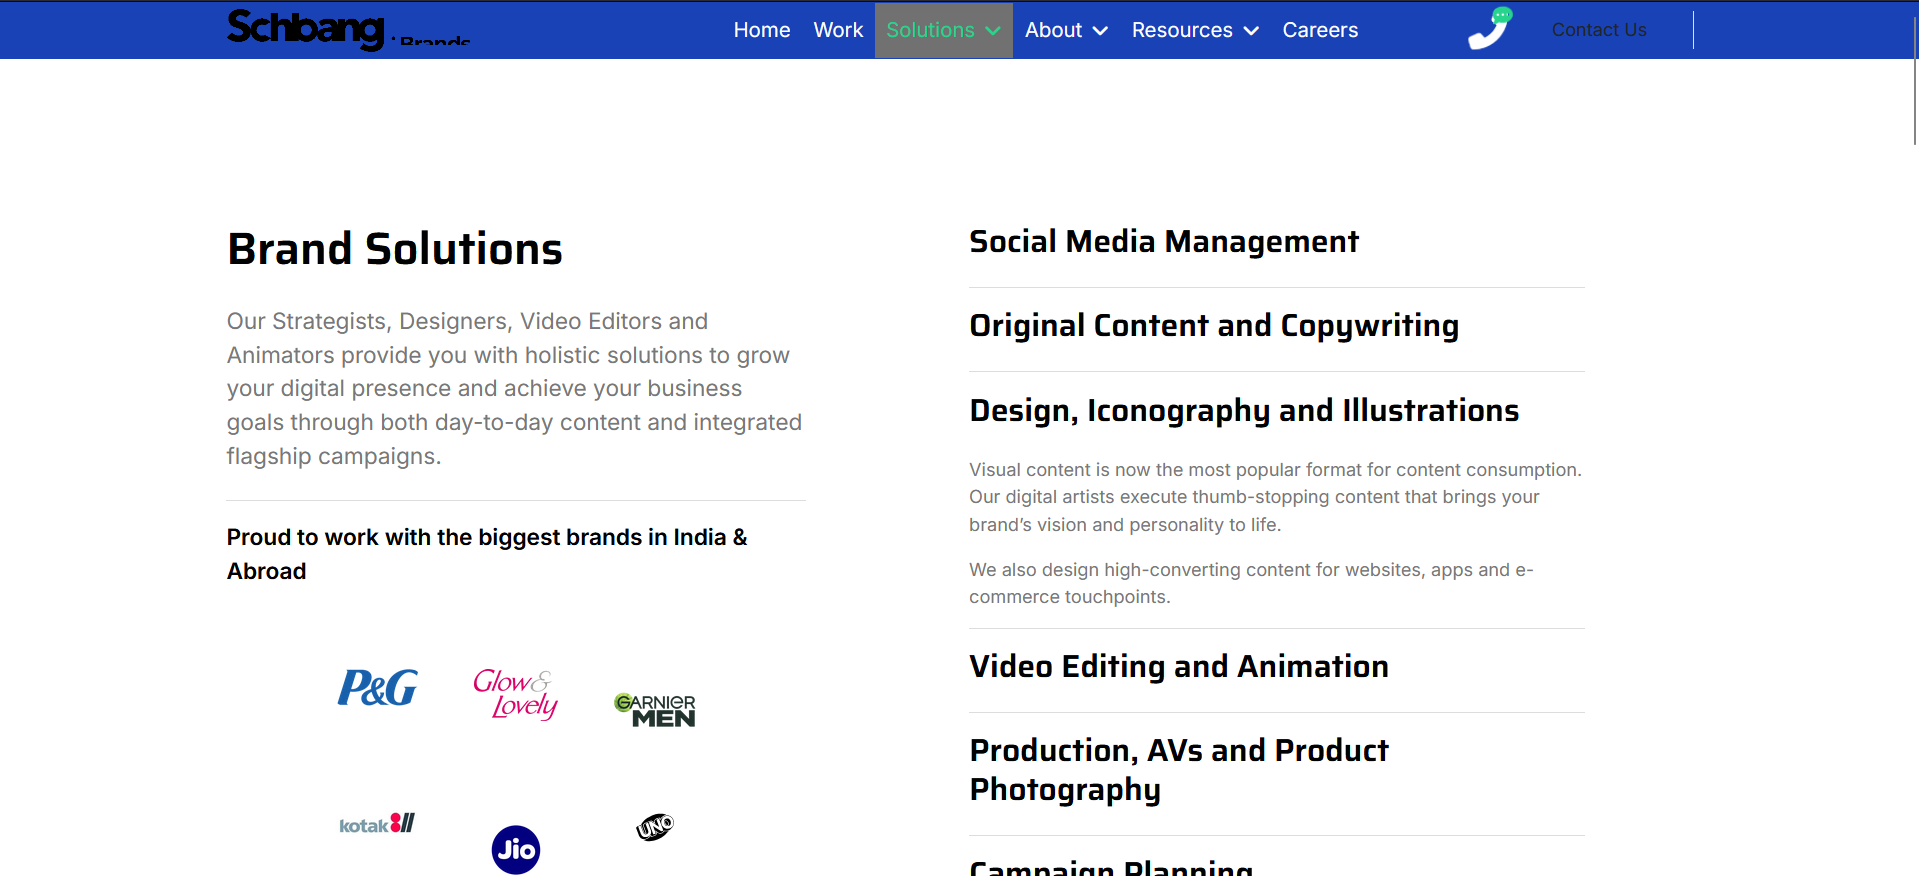 Schbang . Brands
Home Work Solutions About Resources Careers
Contact Us
Brand Solutions
Our Strategists, Designers, Video Editors and
Animators provide you with holistic solutions to grow
your digital presence and achieve your business
goals through both day-to-day content and integrated
flagship campaigns.
Proud to work with the biggest brands in India &
Abroad
P&G
Glow&
Lovely
GARNIER
MEN
kotak
Jio
UNO
Social Media Management
Original Content and Copywriting
Design, Iconography and Illustrations
Visual content is now the most popular format for content consumption.
Our digital artists execute thumb-stopping content that brings your
brand’s vision and personality to life.
We also design high-converting content for websites, apps and e-
commerce touchpoints.
Video Editing and Animation
Production, AVs and Product
Photography
Campaign Planning